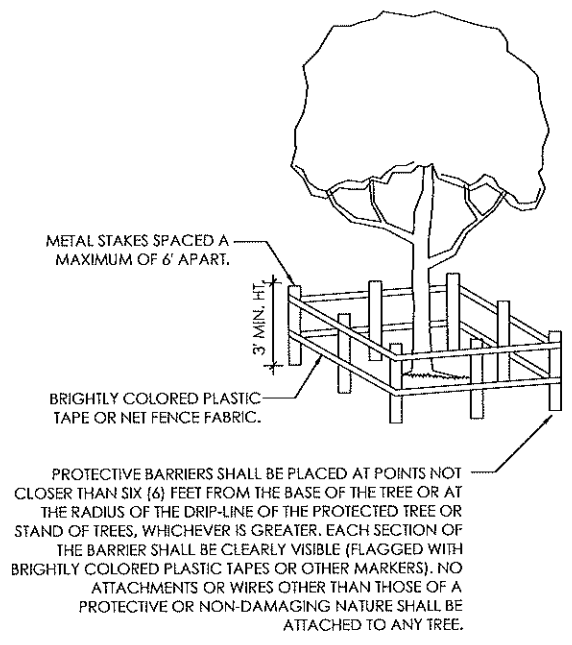 METAL STAKES SPACED A
MAXIMUM OF 6' APART.
3' MIN. HT.
BRIGHTLY COLORED PLASTIC
TAPE OR NET FENCE FABRIC.
PROTECTIVE BARRIERS SHALL BE PLACED AT POINTS NOT
CLOSER THAN SIX (6) FEET FROM THE BASE OF THE TREE OR AT
THE RADIUS OF THE DRIP-LINE OF THE PROTECTED TREE OR
STAND OF TREES, WHICHEVER IS GREATER. EACH SECTION OF
THE BARRIER SHALL BE CLEARLY VISIBLE (FLAGGED WITH
BRIGHTLY COLORED PLASTIC TAPES OR OTHER MARKERS). NO
ATTACHMENTS OR WIRES OTHER THAN THOSE OF A
PROTECTIVE OR NON-DAMAGING NATURE SHALL BE
ATTACHED TO ANY TREE.